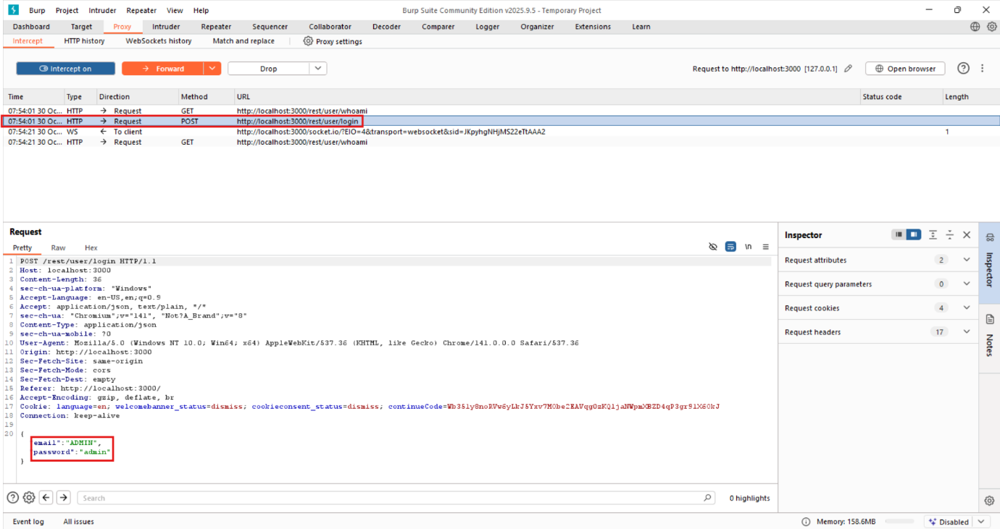 Burp Project Intruder Repeater View Help Burp Suite Community Edition v2025.9.5 - Temporary Project
Dashboard Target Proxy Intruder Repeater Sequencer Collaborator Decoder Comparer Logger Organizer Extensions Learn
Intercept HTTP history WebSockets history Match and replace Proxy settings
Intercept on Forward Drop Request to http://localhost:3000 [127.0.0.1] Open browser
Time Type Direction Method URL Status code Length
07:54:01 30 Oc... HTTP → Request GET http://localhost:3000/rest/user/whoami
07:54:01 30 Oc... HTTP → Request POST http://localhost:3000/rest/user/login
07:54:21 30 Oc... WS ← To client http://localhost:3000/socket.io/?EIO=4&transport=websocket&sid=JKpyhgNHjMS22eTtAAA2 1
07:54:21 30 Oc... HTTP → Request GET http://localhost:3000/rest/user/whoami
Request
Pretty Raw Hex \n
1 POST /rest/user/login HTTP/1.1
2 Host: localhost:3000
3 Content-Length: 36
4 sec-ch-ua-platform: "Windows"
5 Accept-Language: en-US,en;q=0.9
6 Accept: application/json, text/plain, */*
7 sec-ch-ua: "Chromium";v="141", "Not?A_Brand";v="8"
8 Content-Type: application/json
9 sec-ch-ua-mobile: ?0
10 User-Agent: Mozilla/5.0 (Windows NT 10.0; Win64; x64) AppleWebKit/537.36 (KHTML, like Gecko) Chrome/141.0.0.0 Safari/537.36
11 Origin: http://localhost:3000
12 Sec-Fetch-Site: same-origin
13 Sec-Fetch-Mode: cors
14 Sec-Fetch-Dest: empty
15 Referer: http://localhost:3000/
16 Accept-Encoding: gzip, deflate, br
17 Cookie: language=en; welcomebanner_status=dismiss; cookieconsent_status=dismiss;
18 Connection: keep-alive
19
20 {
"email":"ADMIN",
"password":"admin"
}
Inspector
Request attributes 2
Request query parameters 0
Request cookies 4
Request headers 17
Inspector
Notes
Search 0 highlights
Event log All issues Memory: 158.6MB Disabled